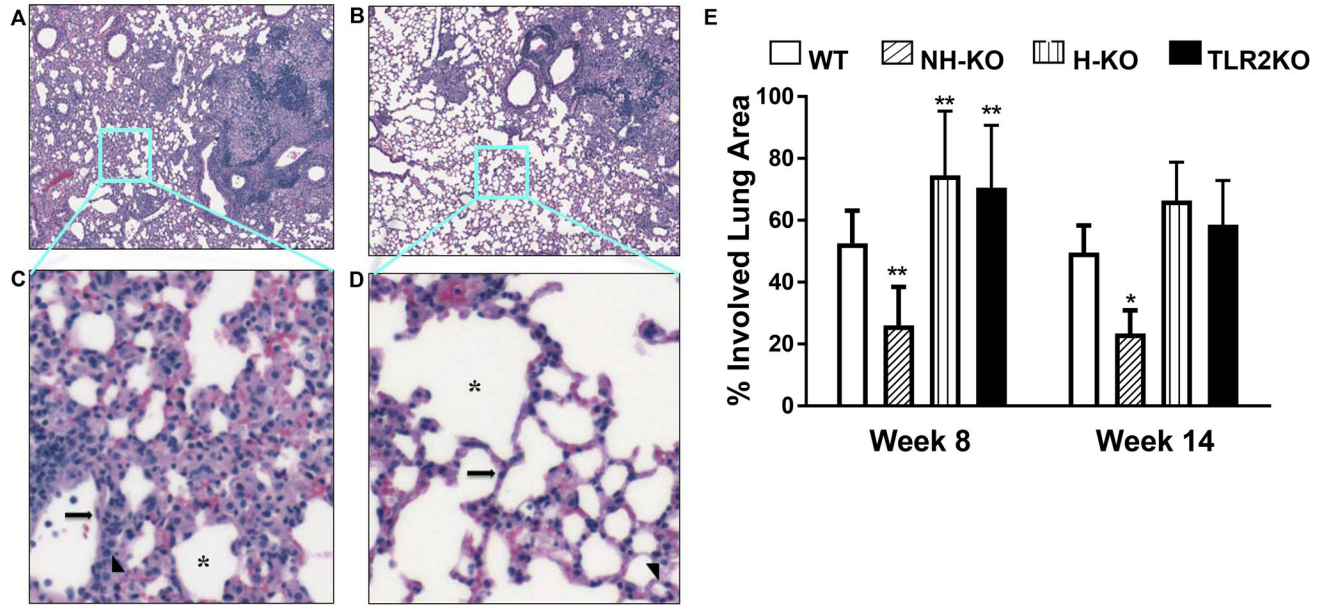 A
B
E
WT
NH-KO
H-KO
TLR2KO
% Involved Lung Area
100
80
60
40
20
0
**
**
**
*
Week 8
Week 14
C
*
D
*